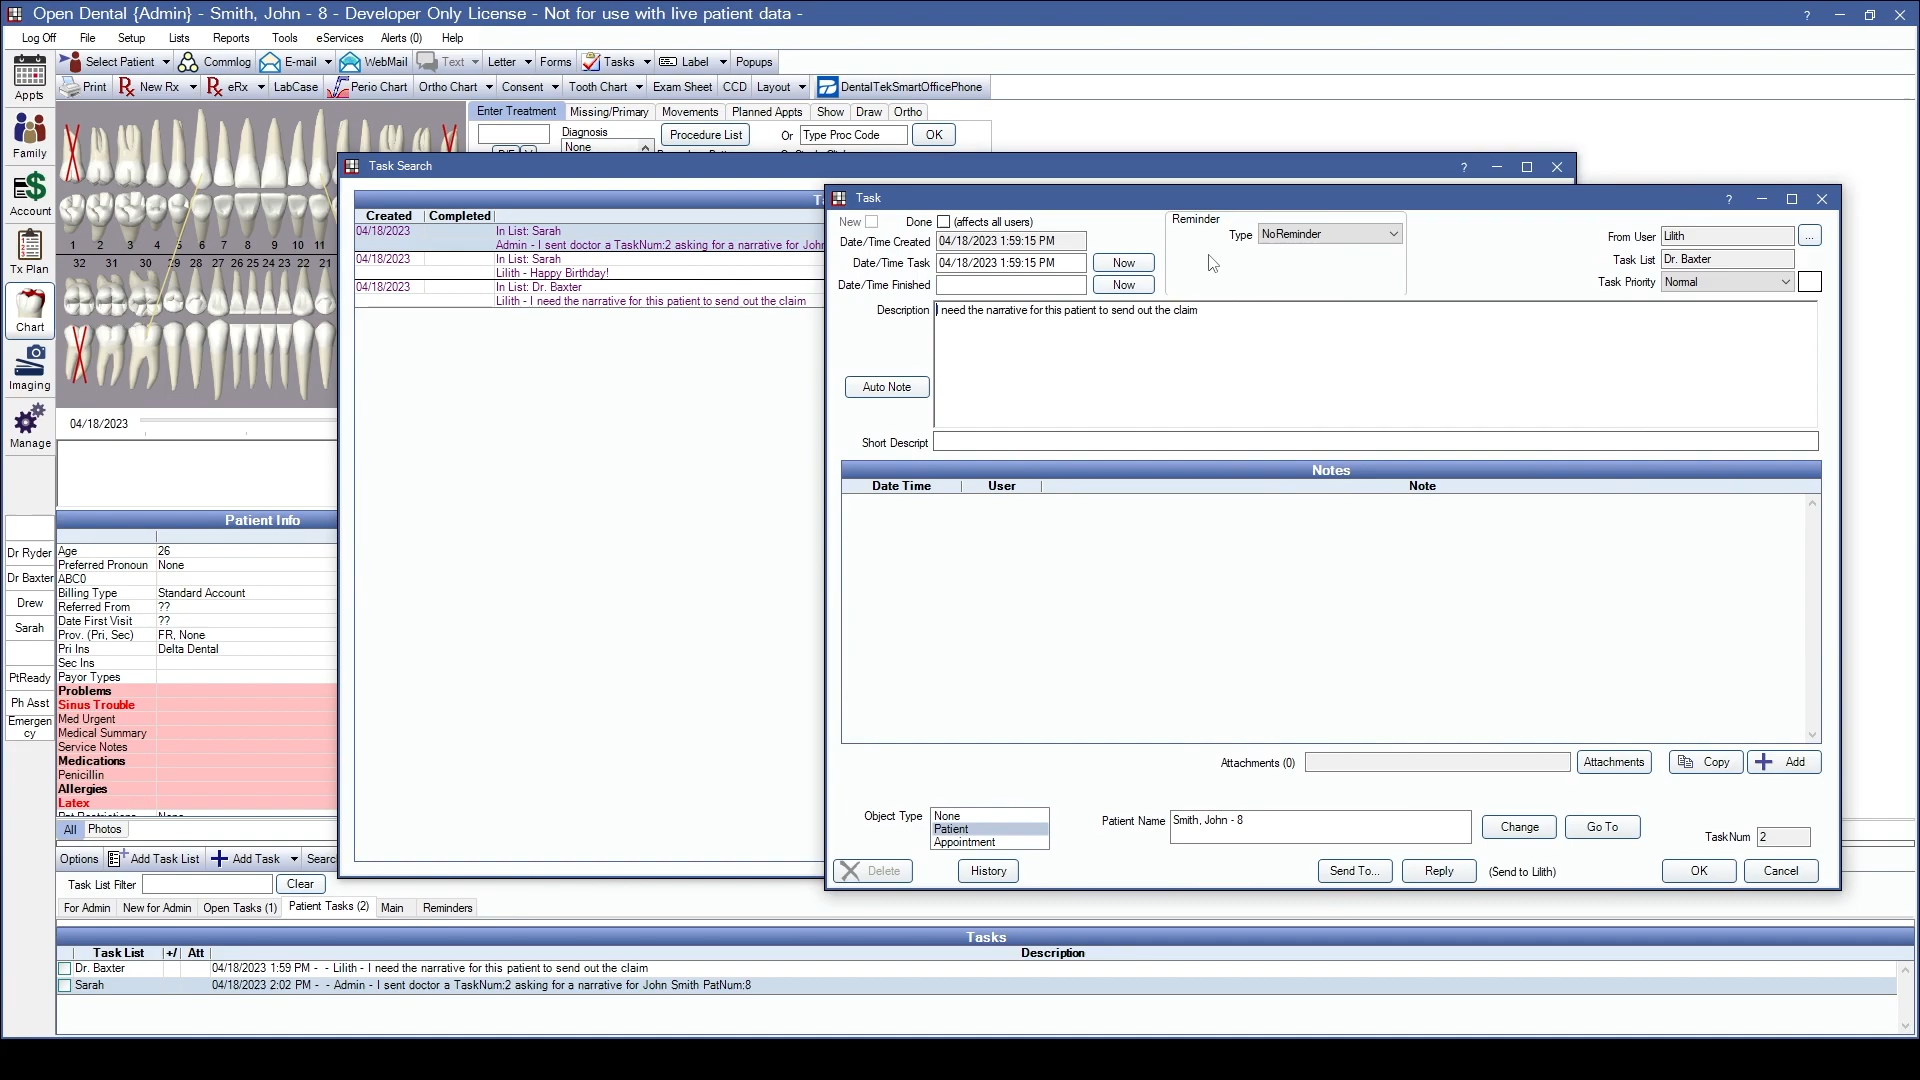 Open Dental {Admin} - Smith, John - 8 - Developer Only License - Not for use with live patient data -
Log Off File Setup Lists Reports Tools eServices Alerts (0) Help
Select Patient Commlog E-mail WebMail Text Letter Forms Tasks Label Popups
Print New Rx eRx LabCase Perio Chart Ortho Chart Consent Tooth Chart Exam Sheet CCD Layout DentalTekSmartOfficePhone
Appts
Family
Account
Tx Plan
Chart
Imaging
Manage
Enter Treatment Missing/Primary Movements Planned Appts Show Draw Ortho
Diagnosis
None
Procedure List
Or Type Proc Code OK
1 2 3 4 5 6 7 8 9 10 11
32 31 30 29 28 27 26 25 24 23 22 21
04/18/2023
Task Search
Created Completed
04/18/2023 In List: Sarah
Admin - I sent doctor a TaskNum:2 asking for a narrative for John
04/18/2023 In List: Sarah
Lilith - Happy Birthday!
04/18/2023 In List: Dr. Baxter
Lilith - I need the narrative for this patient to send out the claim
Task
New Done (affects all users)
Date/Time Created 04/18/2023 1:59:15 PM
Date/Time Task 04/18/2023 1:59:15 PM Now
Date/Time Finished Now
Reminder
Type NoReminder
From User Lilith ...
Task List Dr. Baxter
Task Priority Normal
Description I need the narrative for this patient to send out the claim
Auto Note
Short Descript
Notes
Date Time User Note
Attachments (0) Attachments Copy Add
Object Type None
Patient
Appointment
Patient Name Smith, John - 8 Change Go To
TaskNum 2
Delete History Send To... Reply (Send to Lilith) OK Cancel
Dr Ryder
Dr Baxter
Drew
Sarah
PtReady
Ph Asst
Emergen
cy
Patient Info
Age 26
Preferred Pronoun None
ABC0
Billing Type Standard Account
Referred From ??
Date First Visit ??
Prov. (Pri, Sec) FR, None
Pri Ins Delta Dental
Sec Ins
Payor Types
Problems
Sinus Trouble
Med Urgent
Medical Summary
Service Notes
Medications
Penicillin
Allergies
Latex
All Photos
Options Add Task List Add Task Searc
Task List Filter Clear
For Admin New for Admin Open Tasks (1) Patient Tasks (2) Main Reminders
Tasks
Task List +/- Att Description
Dr. Baxter 04/18/2023 1:59 PM - - Lilith - I need the narrative for this patient to send out the claim
Sarah 04/18/2023 2:02 PM - - Admin - I sent doctor a TaskNum:2 asking for a narrative for John Smith PatNum:8